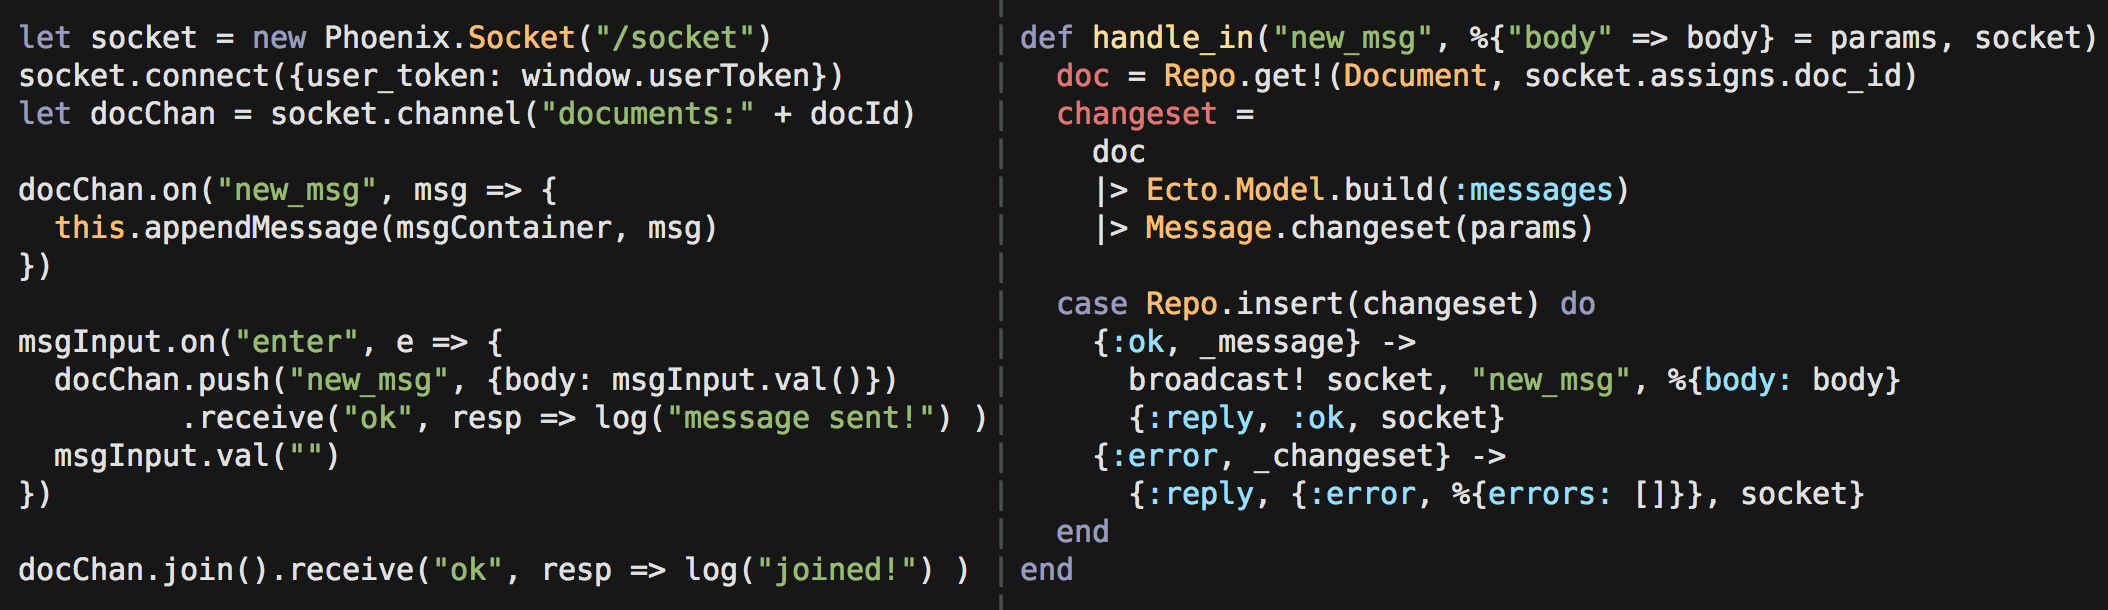 let socket = new Phoenix.Socket("/socket")
socket.connect({user_token: window.userToken})
let docChan = socket.channel("documents:" + docId)

docChan.on("new_msg", msg => {
  this.appendMessage(msgContainer, msg)
})

msgInput.on("enter", e => {
  docChan.push("new_msg", {body: msgInput.val()})
         .receive("ok", resp => log("message sent!") )
  msgInput.val("")
})

docChan.join().receive("ok", resp => log("joined!") )

def handle_in("new_msg", %{"body" => body} = params, socket)
  doc = Repo.get!(Document, socket.assigns.doc_id)
  changeset =
    doc
    |> Ecto.Model.build(:messages)
    |> Message.changeset(params)

  case Repo.insert(changeset) do
    {:ok, _message} ->
      broadcast! socket, "new_msg", %{body: body}
      {:reply, :ok, socket}
    {:error, _changeset} ->
      {:reply, {:error, %{errors: []}}, socket}
  end
end